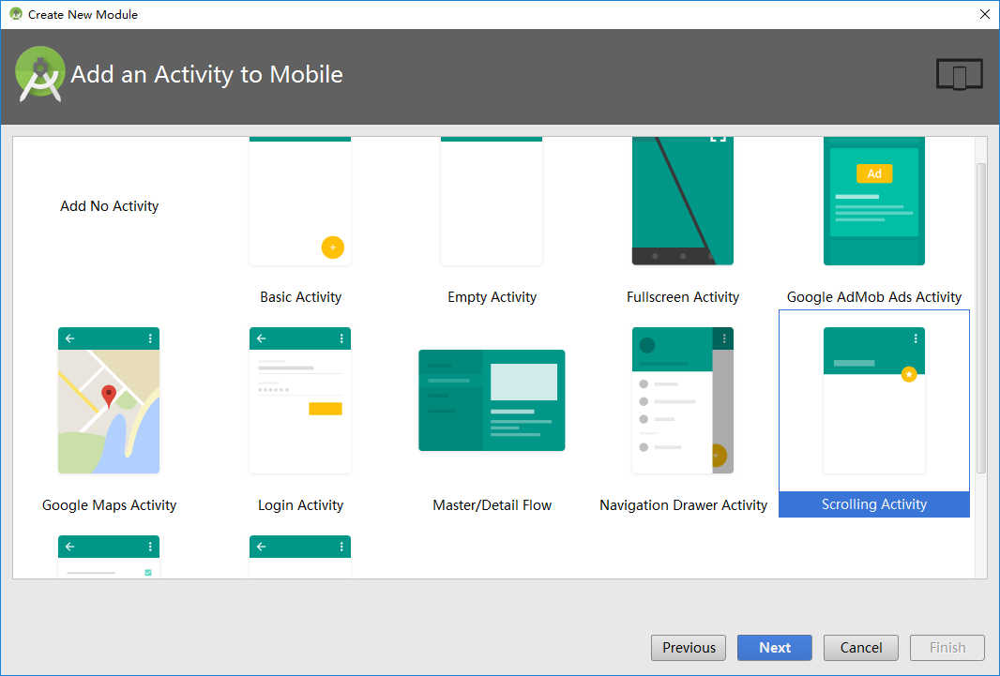 Create New Module
Add an Activity to Mobile
Add No Activity
Ad
Basic Activity
Empty Activity
Fullscreen Activity
Google AdMob Ads Activity
Google Maps Activity
Login Activity
Master/Detail Flow
Navigation Drawer Activity
Scrolling Activity
Previous
Next
Cancel
Finish